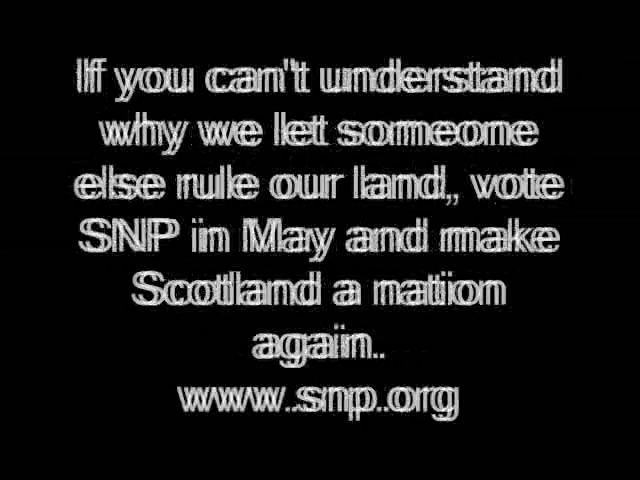 If you can't understand
why we let someone
else rule our land, vote
SNP in May and make
Scotland a nation
again.
www.snp.org